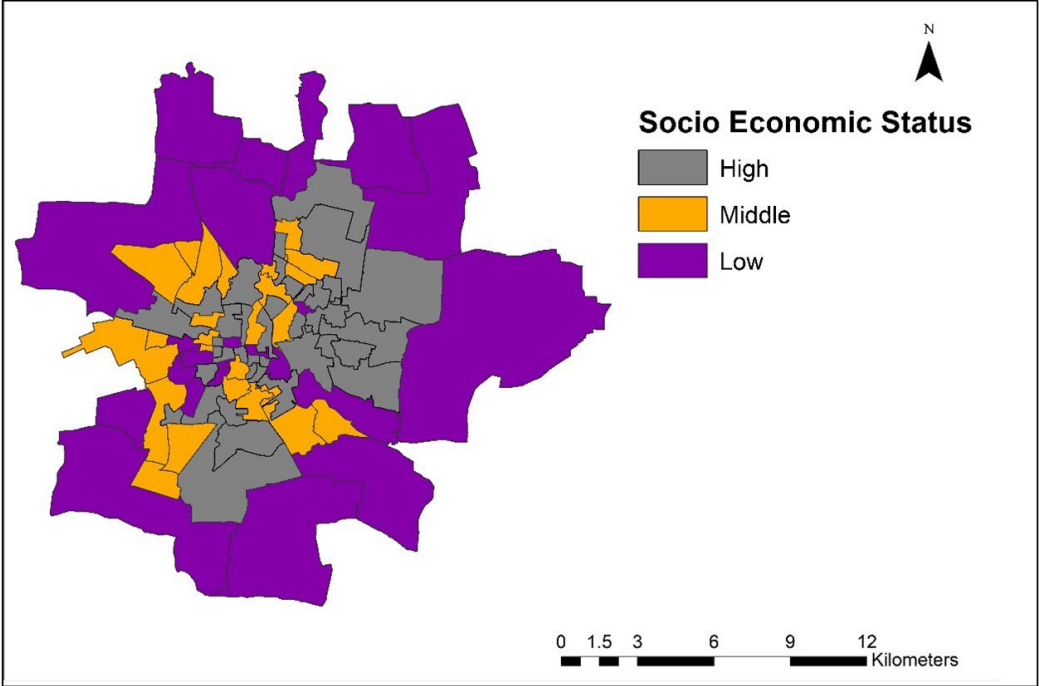 N
Socio Economic Status
High
Middle
Low
0 1.5 3 6 9 12
Kilometers